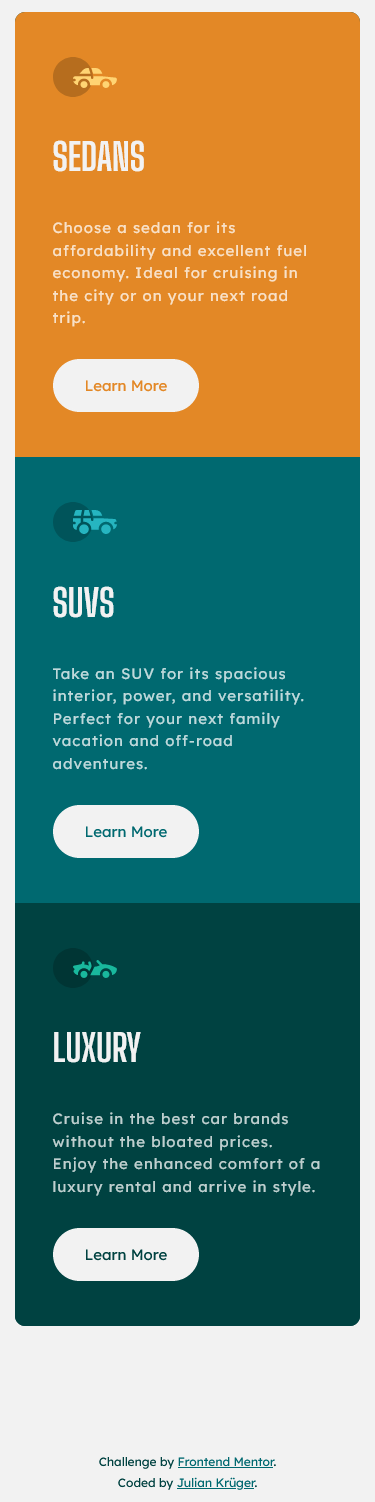 SEDANS
Choose a sedan for its
affordability and excellent fuel
economy. Ideal for cruising in
the city or on your next road
trip.
Learn More
SUVS
Take an SUV for its spacious
interior, power, and versatility.
Perfect for your next family
vacation and off-road
adventures.
Learn More
LUXURY
Cruise in the best car brands
without the bloated prices.
Enjoy the enhanced comfort of a
luxury rental and arrive in style.
Learn More
Challenge by Frontend Mentor.
Coded by Julian Krüger.